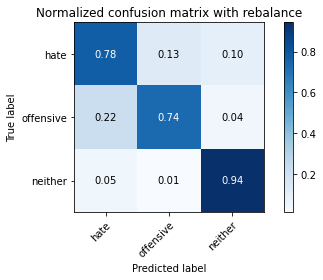 Normalized confusion matrix with rebalance
True label
hate 0.78 0.13 0.10
offensive 0.22 0.74 0.04
neither 0.05 0.01 0.94
hate offensive neither
Predicted label
0.8
0.6
0.4
0.2